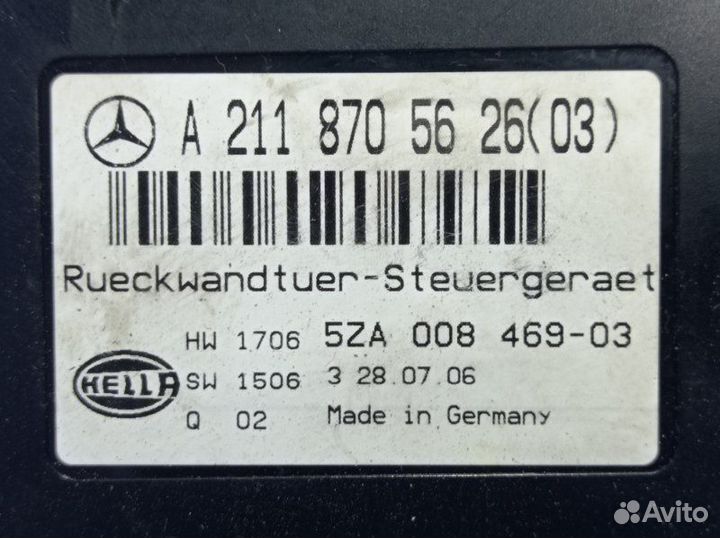 A 211 870 56 26(03)
Rueckwandtuer-Steuergeraet
HW 1706 5ZA 008 469-03
HELLA SW 1506 3 28.07.06
Q 02 Made in Germany
Avito